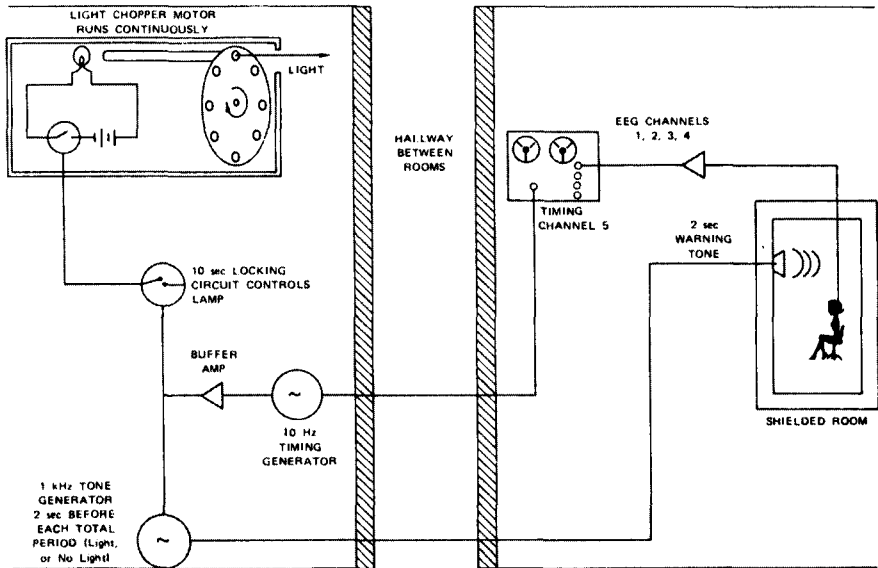 LIGHT CHOPPER MOTOR
RUNS CONTINUOUSLY
LIGHT
HALLWAY
BETWEEN
ROOMS
EEG CHANNELS
1, 2, 3, 4
TIMING
CHANNEL 5
2 sec
WARNING
TONE
10 sec LOCKING
CIRCUIT CONTROLS
LAMP
BUFFER
AMP
~
10 Hz
TIMING
GENERATOR
SHIELDED ROOM
1 kHz TONE
GENERATOR
2 sec BEFORE
EACH TOTAL
PERIOD (Light,
or No Light)
~